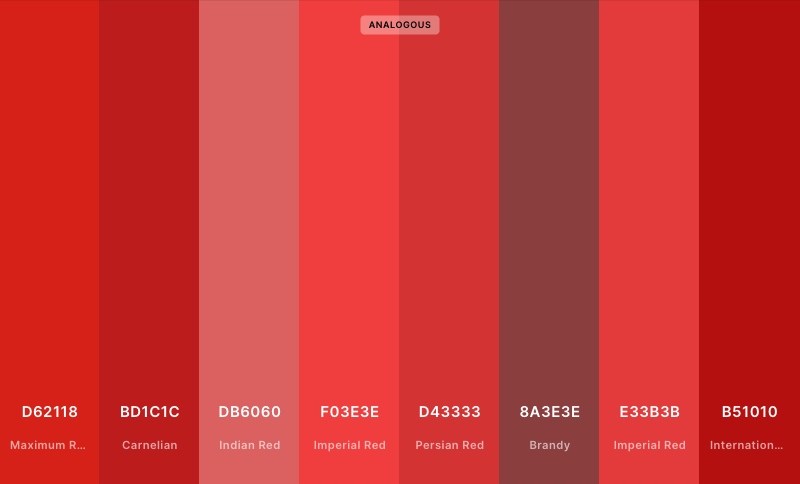 ANALOGOUS
D62118 BD1C1C DB6060 F03E3E D43333 8A3E3E E33B3B B51010
Maximum R... Carnelian Indian Red Imperial Red Persian Red Brandy Imperial Red Internation...